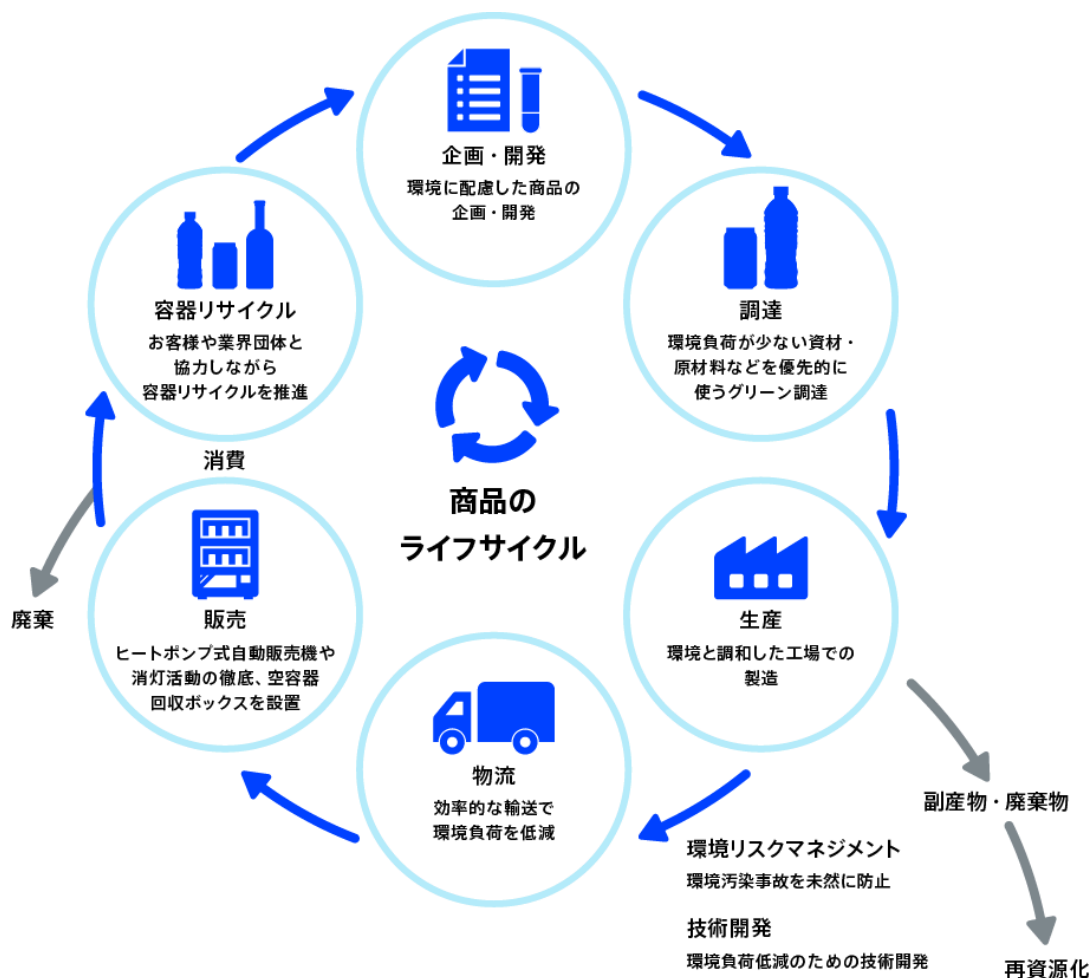 企画・開発
環境に配慮した商品の
企画・開発
調達
環境負荷が少ない資材・
原材料などを優先的に
使うグリーン調達
生産
環境と調和した工場での
製造
副産物・廃棄物
再資源化
環境リスクマネジメント
環境汚染事故を未然に防止
技術開発
環境負荷低減のための技術開発
物流
効率的な輸送で
環境負荷を低減
販売
ヒートポンプ式自動販売機や
消灯活動の徹底、空容器
回収ボックスを設置
消費
廃棄
容器リサイクル
お客様や業界団体と
協力しながら
容器リサイクルを推進
商品の
ライフサイクル